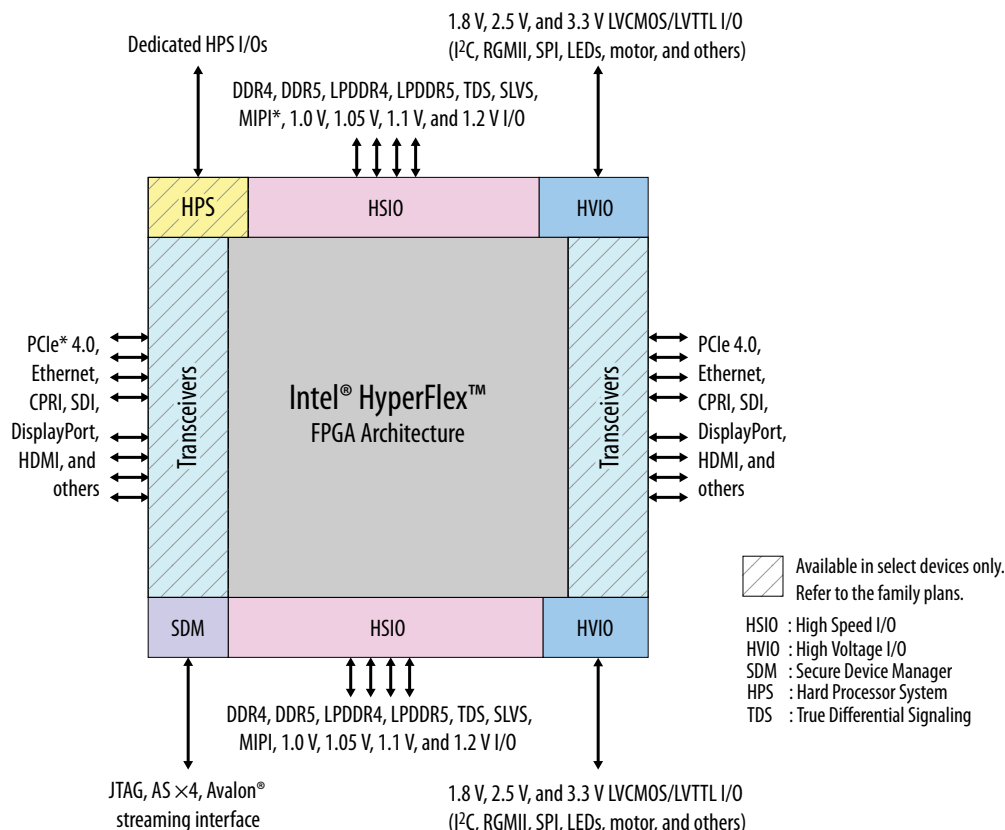 1.8 V, 2.5 V, and 3.3 V LVCMOS/LVTTL I/O
(I²C, RGMII, SPI, LEDs, motor, and others)
Dedicated HPS I/Os
DDR4, DDR5, LPDDR4, LPDDR5, TDS, SLVS,
MIPI*, 1.0 V, 1.05 V, 1.1 V, and 1.2 V I/O
HPS
HSIO
HVIO
PCIe* 4.0,
Ethernet,
CPRI, SDI,
DisplayPort,
HDMI, and
others
Transceivers
Intel® HyperFlex™
FPGA Architecture
Transceivers
PCIe 4.0,
Ethernet,
CPRI, SDI,
DisplayPort,
HDMI, and
others
SDM
HSIO
HVIO
Available in select devices only.
Refer to the family plans.
HSIO : High Speed I/O
HVIO : High Voltage I/O
SDM : Secure Device Manager
HPS : Hard Processor System
TDS : True Differential Signaling
DDR4, DDR5, LPDDR4, LPDDR5, TDS, SLVS,
MIPI, 1.0 V, 1.05 V, 1.1 V, and 1.2 V I/O
JTAG, AS ×4, Avalon®
streaming interface
1.8 V, 2.5 V, and 3.3 V LVCMOS/LVTTL I/O
(I²C, RGMII, SPI, LEDs, motor, and others)